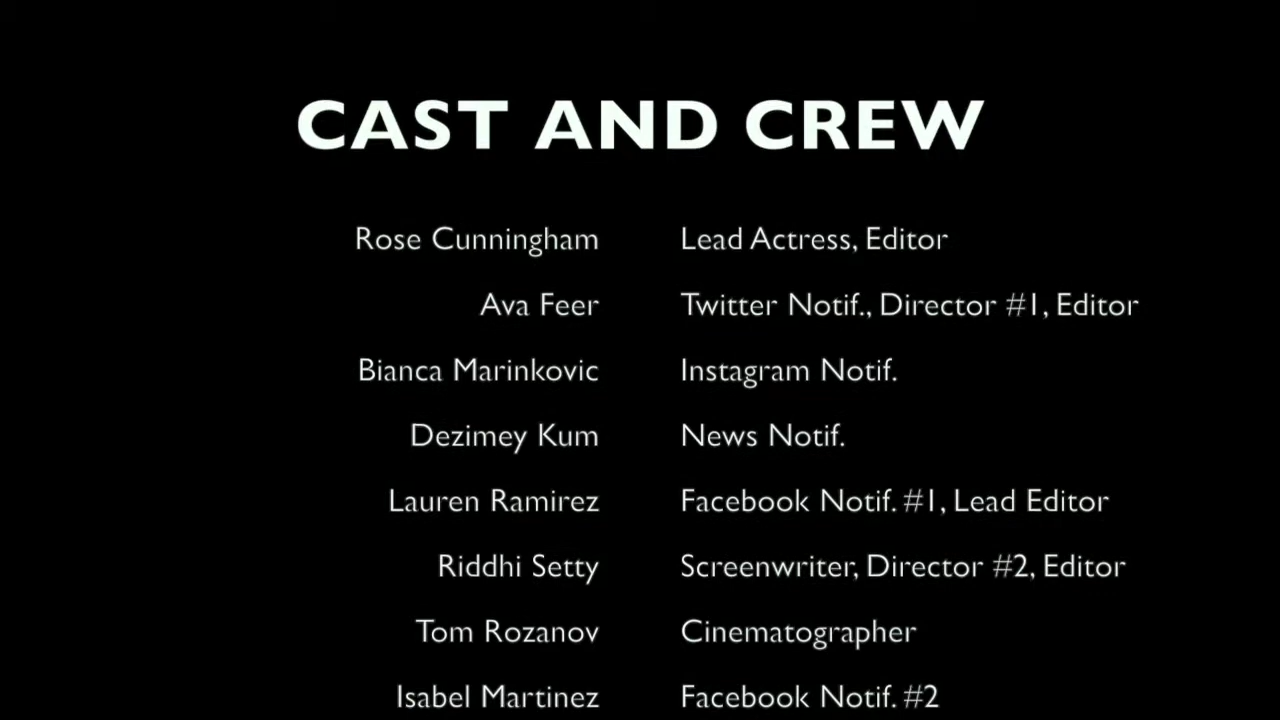 CAST AND CREW
Rose Cunningham Lead Actress, Editor
Ava Feer Twitter Notif., Director #1, Editor
Bianca Marinkovic Instagram Notif.
Dezimey Kum News Notif.
Lauren Ramirez Facebook Notif. #1, Lead Editor
Riddhi Setty Screenwriter, Director #2, Editor
Tom Rozanov Cinematographer
Isabel Martinez Facebook Notif. #2